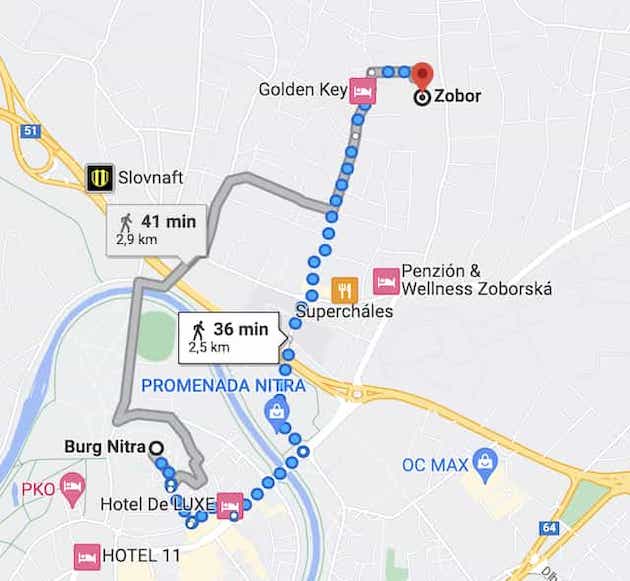 Golden Key
Zobor
51
Slovnaft
41 min
2,9 km
Penzión &
Wellness Zoborská
Supercháles
36 min
2,5 km
PROMENADA NITRA
Burg Nitra
OC MAX
PKO
Hotel De LUXE
64
HOTEL 11